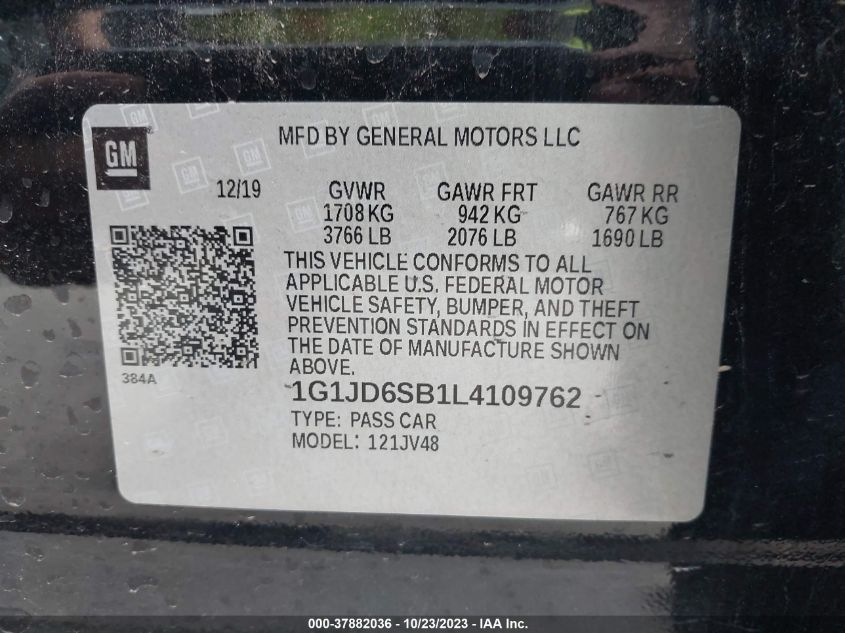 GM
MFD BY GENERAL MOTORS LLC
12/19 GVWR GAWR FRT GAWR RR
1708 KG 942 KG 767 KG
3766 LB 2076 LB 1690 LB
THIS VEHICLE CONFORMS TO ALL
APPLICABLE U.S. FEDERAL MOTOR
VEHICLE SAFETY, BUMPER, AND THEFT
PREVENTION STANDARDS IN EFFECT ON
THE DATE OF MANUFACTURE SHOWN
ABOVE.
384A
1G1JD6SB1L4109762
TYPE: PASS CAR
MODEL: 121JV48
000-37882036 - 10/23/2023 - IAA Inc.